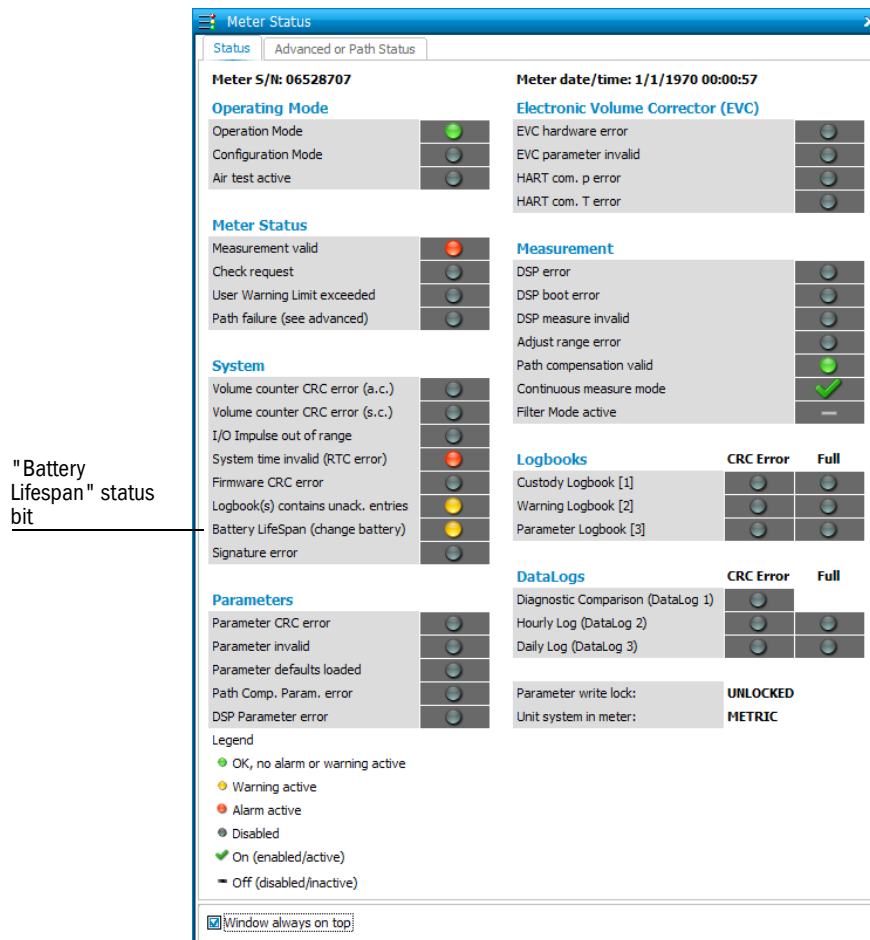 Meter Status
Status
Advanced or Path Status
Meter S/N: 06528707
Operating Mode
Operation Mode
Configuration Mode
Air test active
Meter Status
Measurement valid
Check request
User Warning Limit exceeded
Path failure (see advanced)
System
Volume counter CRC error (a.c.)
Volume counter CRC error (s.c.)
I/O Impulse out of range
System time invalid (RTC error)
Firmware CRC error
Logbook(s) contains unack. entries
Battery LifeSpan (change battery)
Signature error
"Battery
Lifespan" status
bit
Parameters
Parameter CRC error
Parameter invalid
Parameter defaults loaded
Path Comp. Param. error
DSP Parameter error
Legend
OK, no alarm or warning active
Warning active
Alarm active
Disabled
On (enabled/active)
Off (disabled/inactive)
Meter date/time: 1/1/1970 00:00:57
Electronic Volume Corrector (EVC)
EVC hardware error
EVC parameter invalid
HART com. p error
HART com. T error
Measurement
DSP error
DSP boot error
DSP measure invalid
Adjust range error
Path compensation valid
Continuous measure mode
Filter Mode active
Logbooks CRC Error Full
Custody Logbook [1]
Warning Logbook [2]
Parameter Logbook [3]
DataLogs CRC Error Full
Diagnostic Comparison (DataLog 1)
Hourly Log (DataLog 2)
Daily Log (DataLog 3)
Parameter write lock: UNLOCKED
Unit system in meter: METRIC
Window always on top